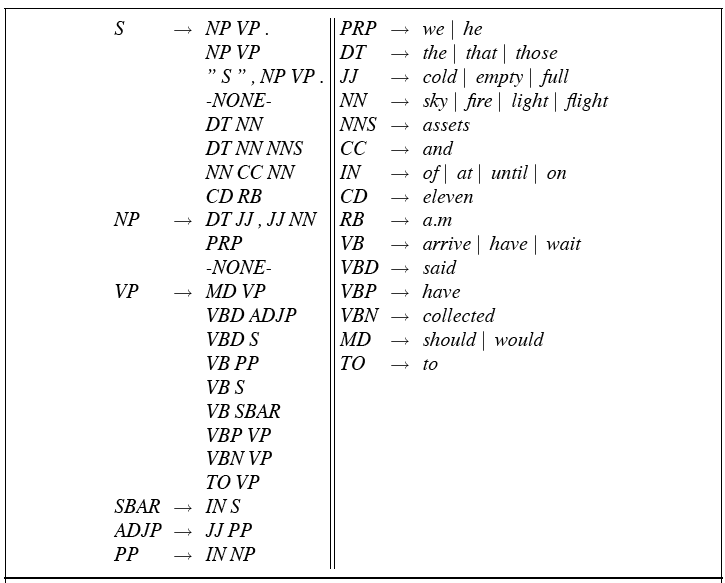 S → NP VP . PRP → we | he
NP VP DT → the | that | those
" S " , NP VP . JJ → cold | empty | full
-NONE- NN → sky | fire | light | flight
DT NN NNS → assets
DT NN NNS CC → and
NN CC NN IN → of | at | until | on
CD RB CD → eleven
NP → DT JJ , JJ NN RB → a.m
PRP VB → arrive | have | wait
-NONE- VBD → said
VP → MD VP VBP → have
VBD ADJP VBN → collected
VBD S MD → should | would
VB PP TO → to
VB S
VB SBAR
VBP VP
VBN VP
TO VP
SBAR → IN S
ADJP → JJ PP
PP → IN NP